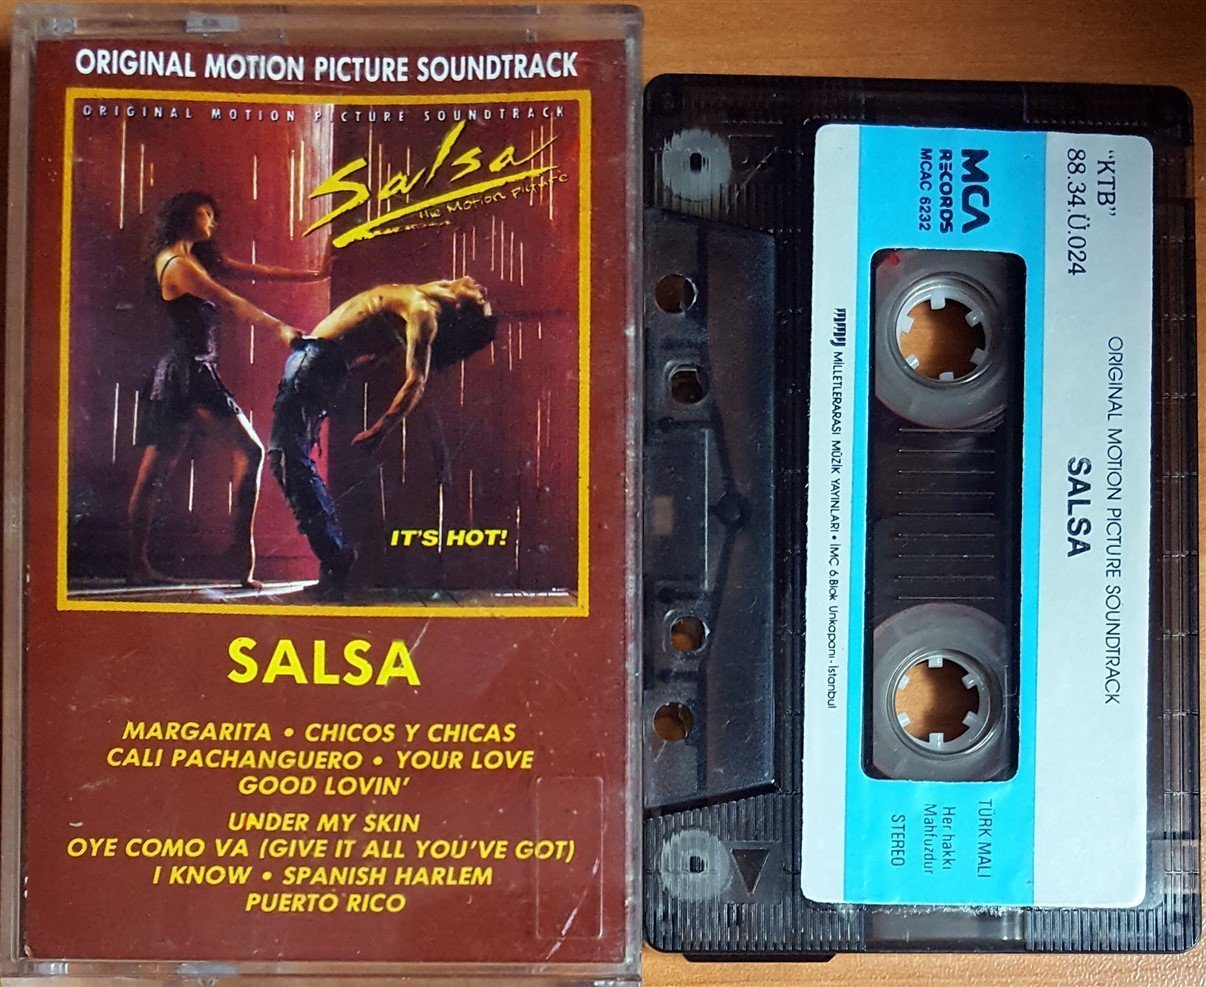 ORIGINAL MOTION PICTURE SOUNDTRACK
ORIGINAL MOTION PICTURE SOUNDTRACK
Salsa
THE MOTION PICTURE
IT'S HOT!
SALSA
MARGARITA • CHICOS Y CHICAS
CALI PACHANGUERO • YOUR LOVE
GOOD LOVIN'
UNDER MY SKIN
OYE COMO VA (GIVE IT ALL YOU'VE GOT)
I KNOW • SPANISH HARLEM
PUERTO RICO
"KTB"
88.34.Ü.024
ORIGINAL MOTION PICTURE SOUNDTRACK
SALSA
MCA
RECORDS
MCAC 6232
TÜRK MALI
Her hakkı
Mahfuzdur
STEREO
MİLLETLERARASI MÜZİK YAYINLARI • İMC 6.Blok Unkapanı - İstanbul